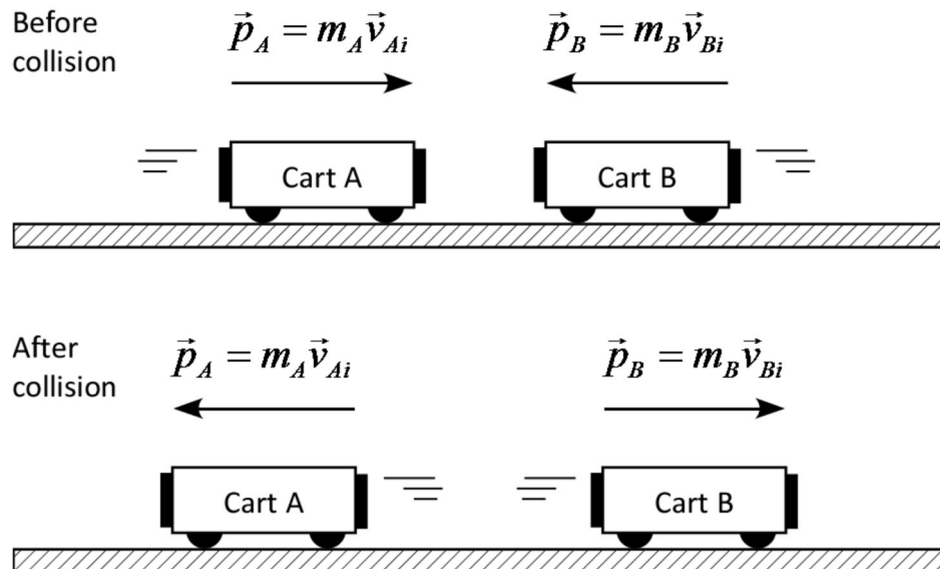 Before
collision
p⃗_A = m_A v⃗_Ai
p⃗_B = m_B v⃗_Bi
Cart A
Cart B
After
collision
p⃗_A = m_A v⃗_Ai
p⃗_B = m_B v⃗_Bi
Cart A
Cart B